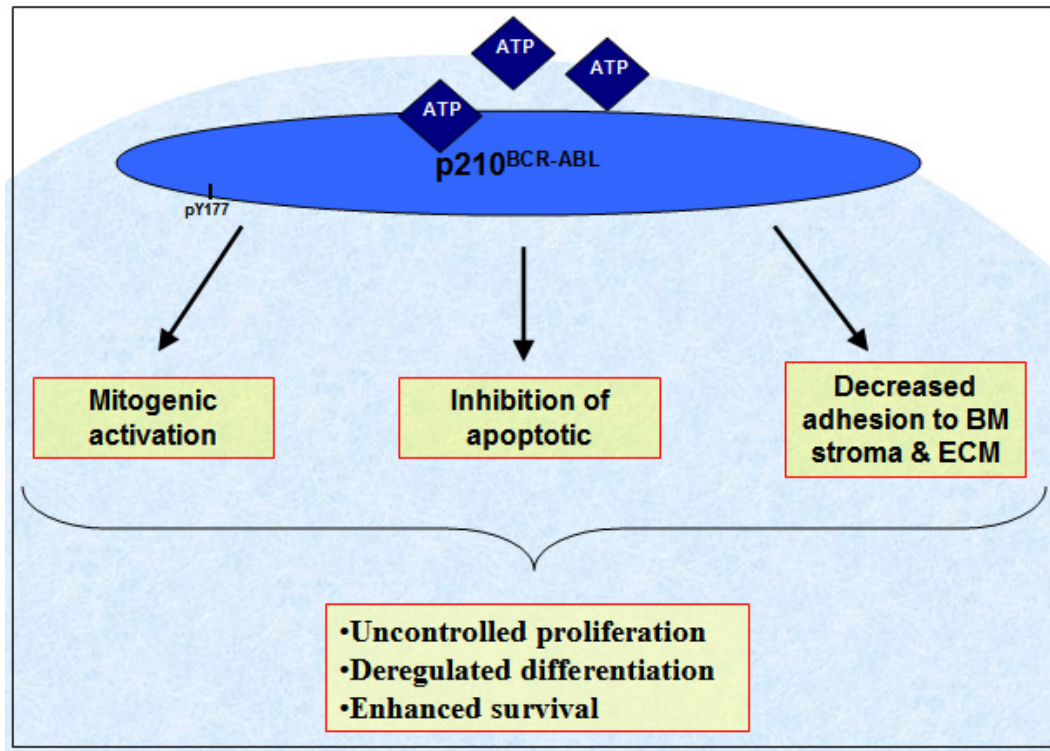 ATP
ATP
ATP
p210BCR-ABL
pY177
Mitogenic
activation
Inhibition of
apoptotic
Decreased
adhesion to BM
stroma & ECM
•Uncontrolled proliferation
•Deregulated differentiation
•Enhanced survival